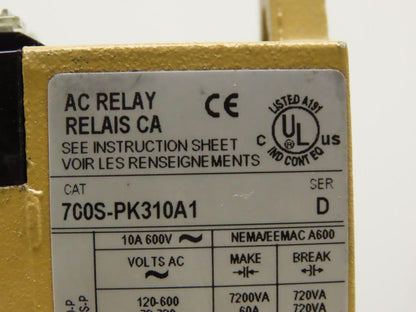 AC RELAY
RELAIS CA
SEE INSTRUCTION SHEET
VOIR LES RENSEIGNEMENTS
CE
LISTED A191
C UL US
IND CONT EQ
CAT SER
700S-PK310A1 D
10A 600V NEMA/EEMAC A600
VOLTS AC MAKE BREAK
120-600 7200VA 720VA
60A 720VA